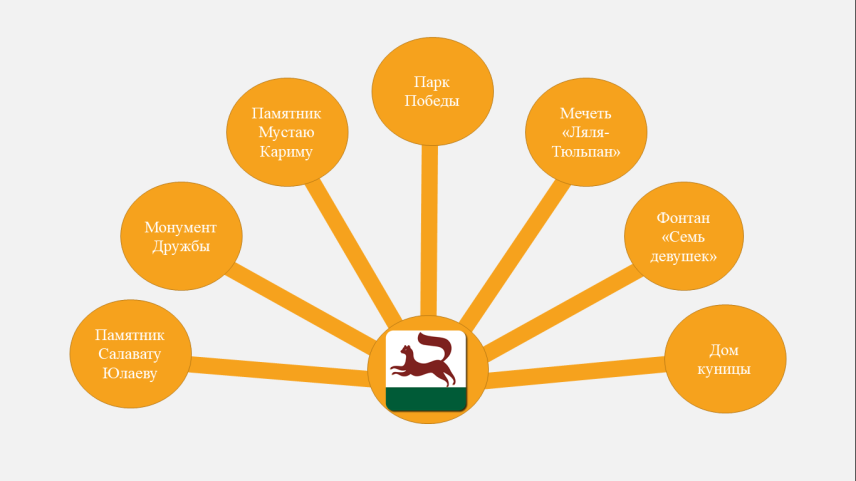 Парк
Победы
Памятник
Мустаю
Кариму
Мечеть
«Ляля-
Тюльпан»
Монумент
Дружбы
Фонтан
«Семь
девушек»
Памятник
Салавату
Юлаеву
Дом
куницы